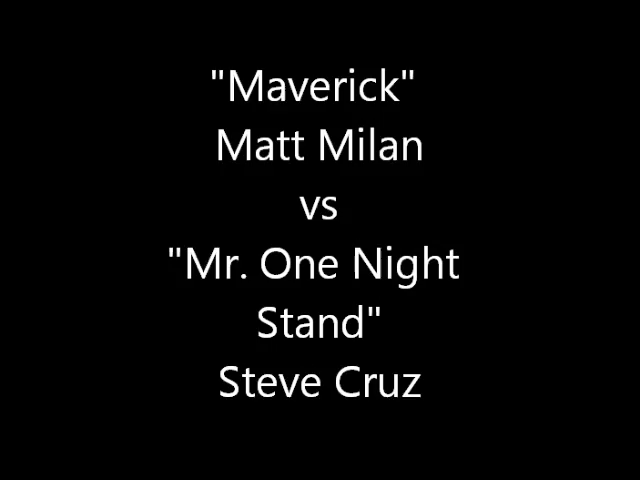 "Maverick"
Matt Milan
vs
"Mr. One Night
Stand"
Steve Cruz